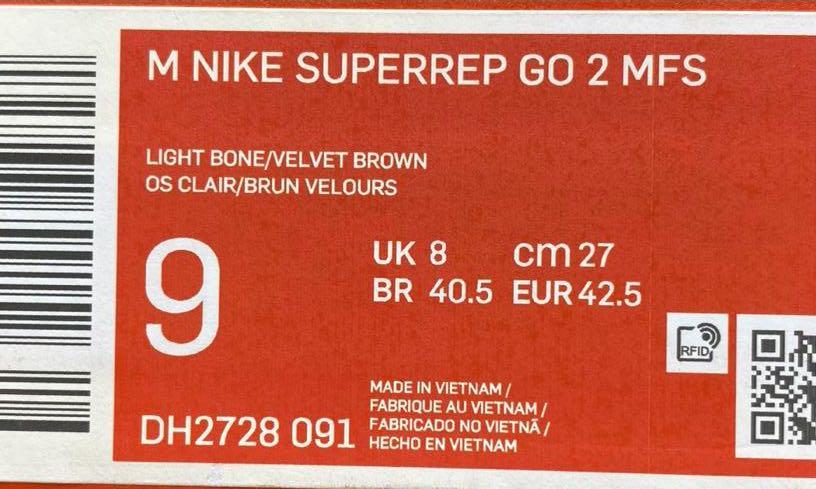 M NIKE SUPERREP GO 2 MFS
LIGHT BONE/VELVET BROWN
OS CLAIR/BRUN VELOURS
9
UK 8 cm 27
BR 40.5 EUR 42.5
RFID
MADE IN VIETNAM /
FABRIQUE AU VIETNAM /
FABRICADO NO VIETNÃ /
HECHO EN VIETNAM
DH2728 091